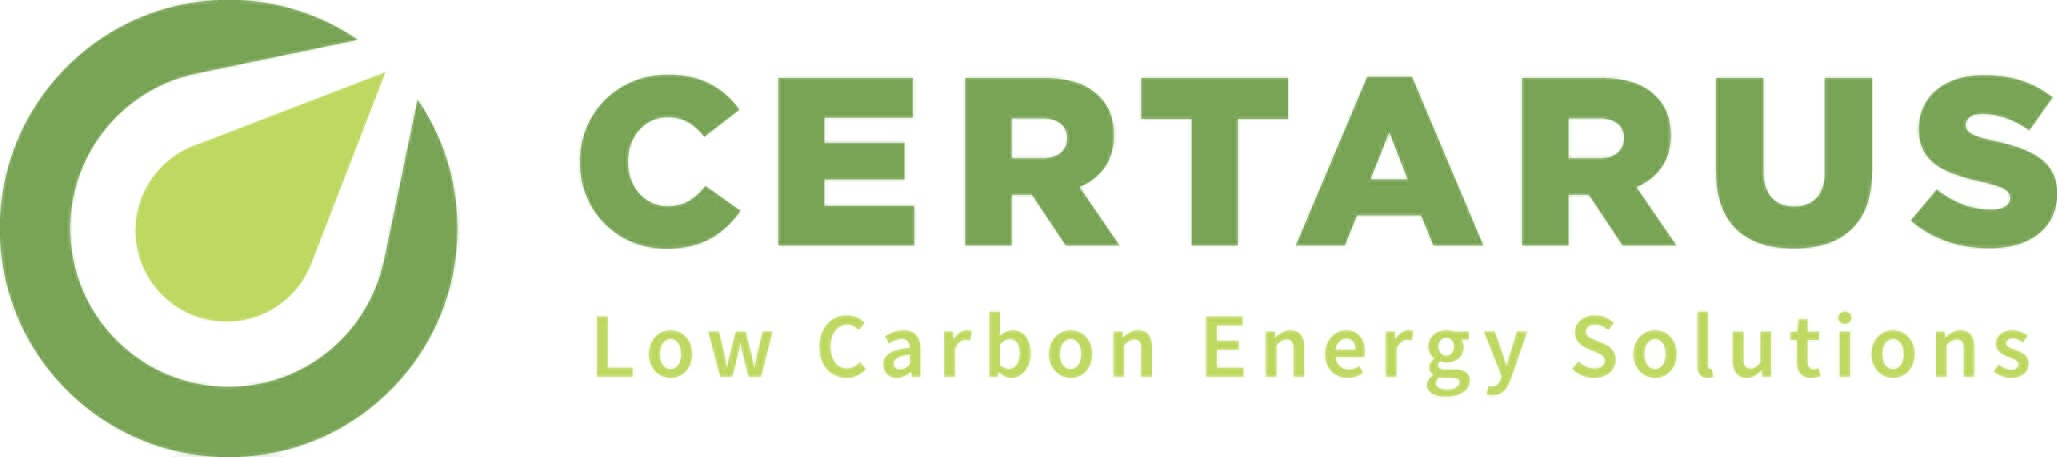 CERTARUS
Low Carbon Energy Solutions